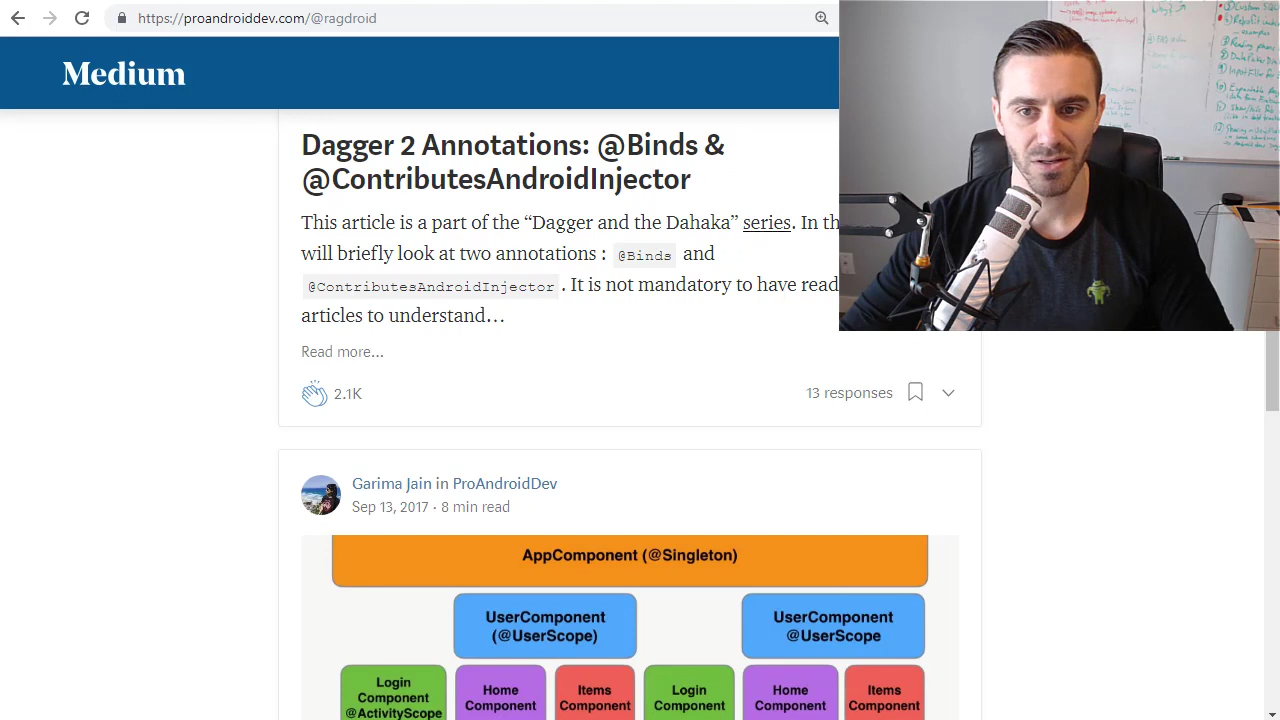 https://proandroiddev.com/@ragdroid
Medium
Dagger 2 Annotations: @Binds &
@ContributesAndroidInjector
This article is a part of the “Dagger and the Dahaka” series. In th
will briefly look at two annotations : @Binds and
@ContributesAndroidInjector . It is not mandatory to have read
articles to understand…
Read more...
2.1K
13 responses
Garima Jain in ProAndroidDev
Sep 13, 2017 · 8 min read
AppComponent (@Singleton)
UserComponent
(@UserScope)
UserComponent
@UserScope
Login
Component
@ActivityScope
Home
Component
Items
Component
Login
Component
Home
Component
Items
Component